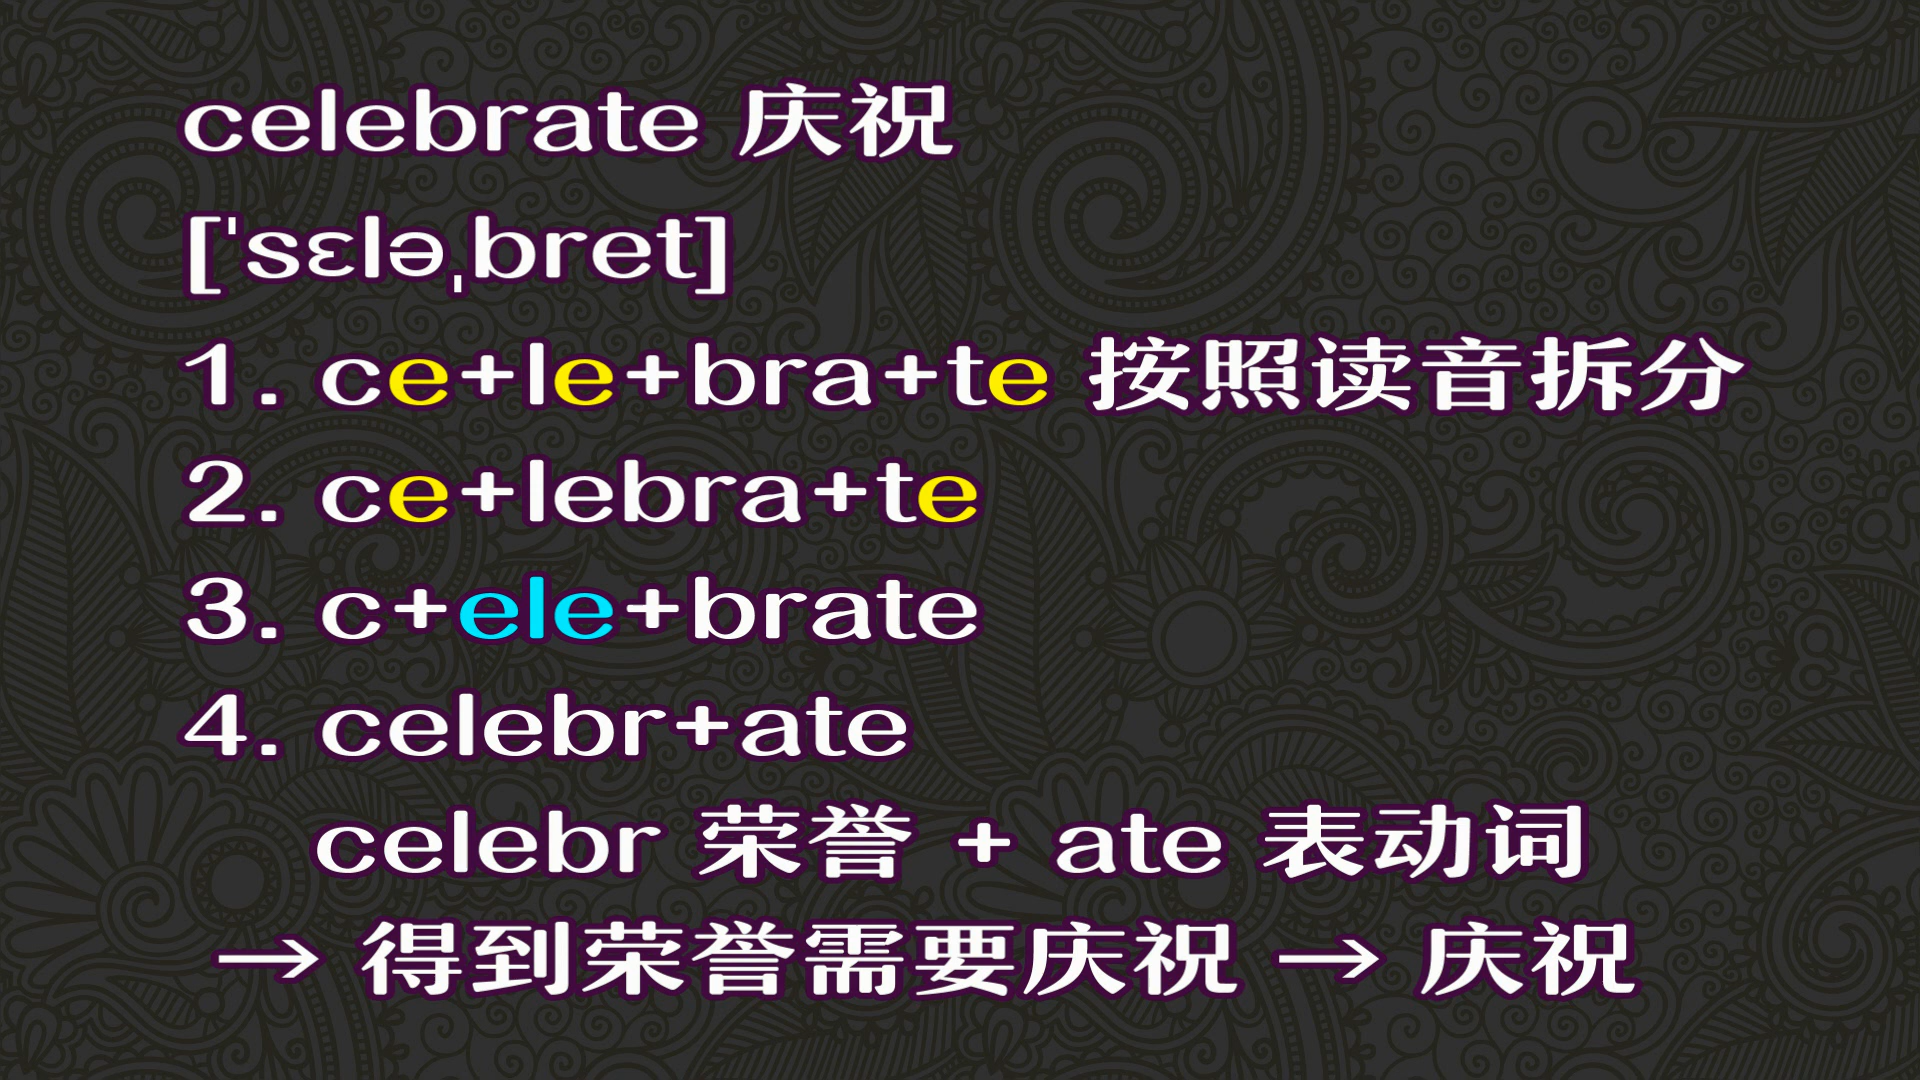 celebrate 庆祝
[ˈsɛləˌbret]
1. ce+le+bra+te 按照读音拆分
2. ce+lebra+te
3. c+ele+brate
4. celebr+ate
celebr 荣誉 + ate 表动词
→ 得到荣誉需要庆祝 → 庆祝